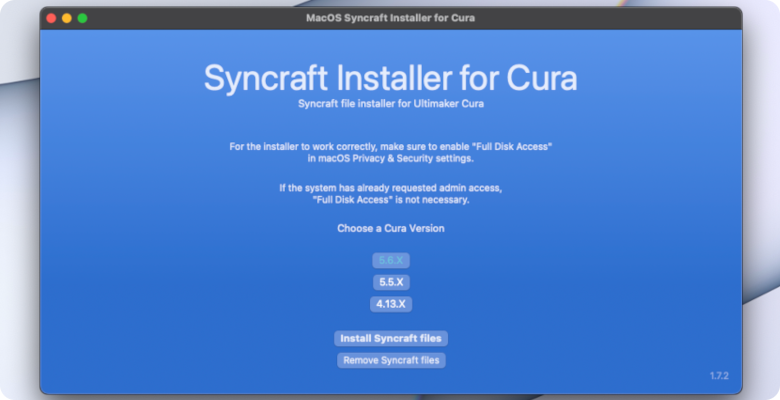 MacOS Syncraft Installer for Cura
Syncraft Installer for Cura
Syncraft file installer for Ultimaker Cura
For the installer to work correctly, make sure to enable "Full Disk Access"
in macOS Privacy & Security settings.
If the system has already requested admin access,
"Full Disk Access" is not necessary.
Choose a Cura Version
5.6.X
5.5.X
4.13.X
Install Syncraft files
Remove Syncraft files
1.7.2